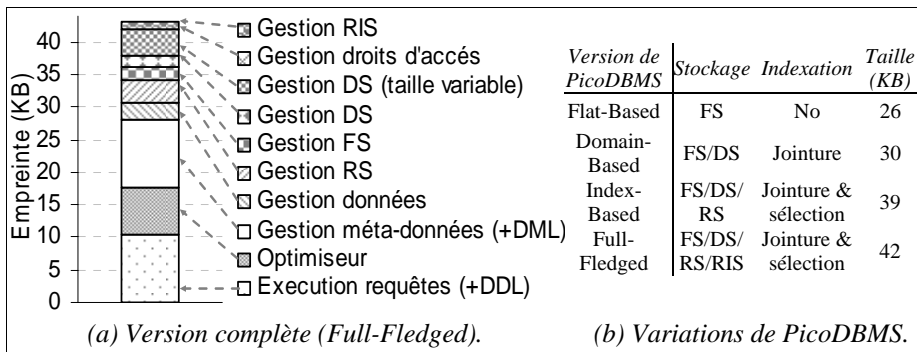 Empreinte (KB)
40
35
30
25
20
15
10
5
0
Gestion RIS
Gestion droits d'accés
Gestion DS (taille variable)
Gestion DS
Gestion FS
Gestion RS
Gestion données
Gestion méta-données (+DML)
Optimiseur
Execution requêtes (+DDL)
(a) Version complète (Full-Fledged).
Version de PicoDBMS Stockage Indexation Taille (KB)
Flat-Based FS No 26
Domain-Based FS/DS Jointure 30
Index-Based FS/DS/RS Jointure & sélection 39
Full-Fledged FS/DS/RS/RIS Jointure & sélection 42
(b) Variations de PicoDBMS.